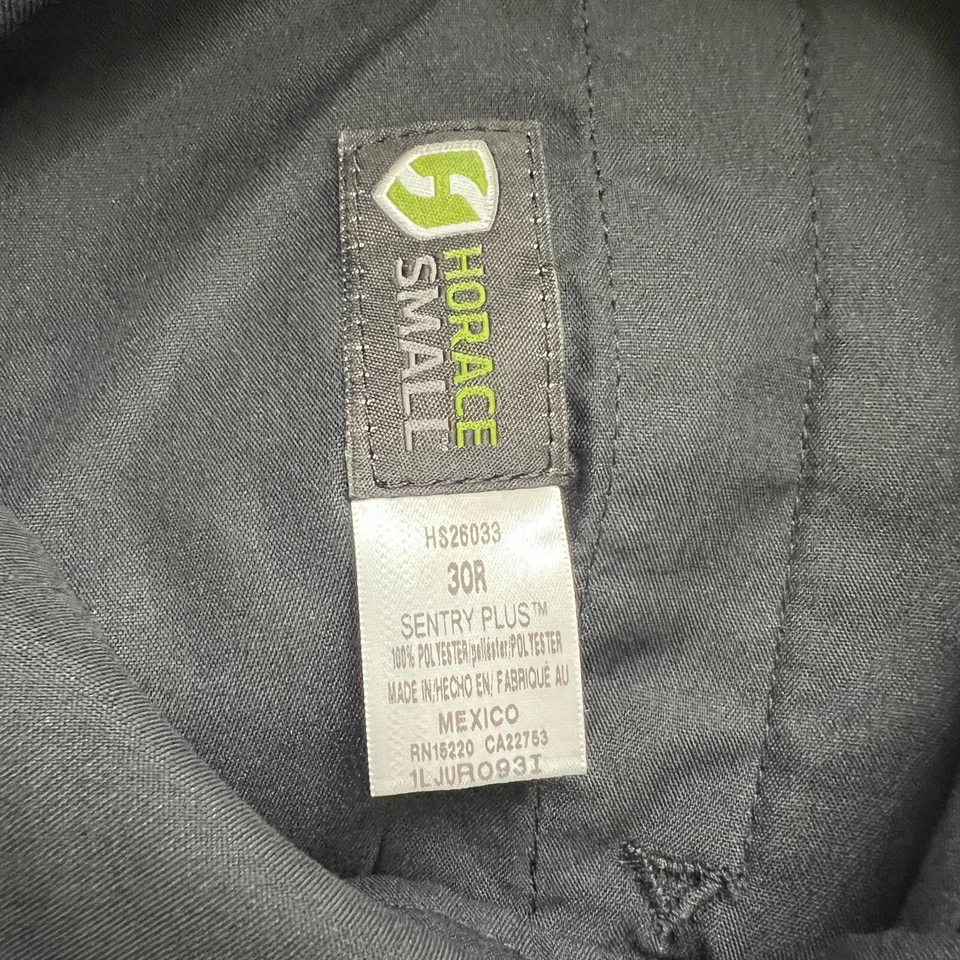 HORACE
SMALL
HS26033
30R
SENTRY PLUS™
100% POLYESTER/poliéster/POLYESTER
MADE IN/HECHO EN/ FABRIQUÉ AU
MEXICO
RN15220 CA22753
1LJURO93I